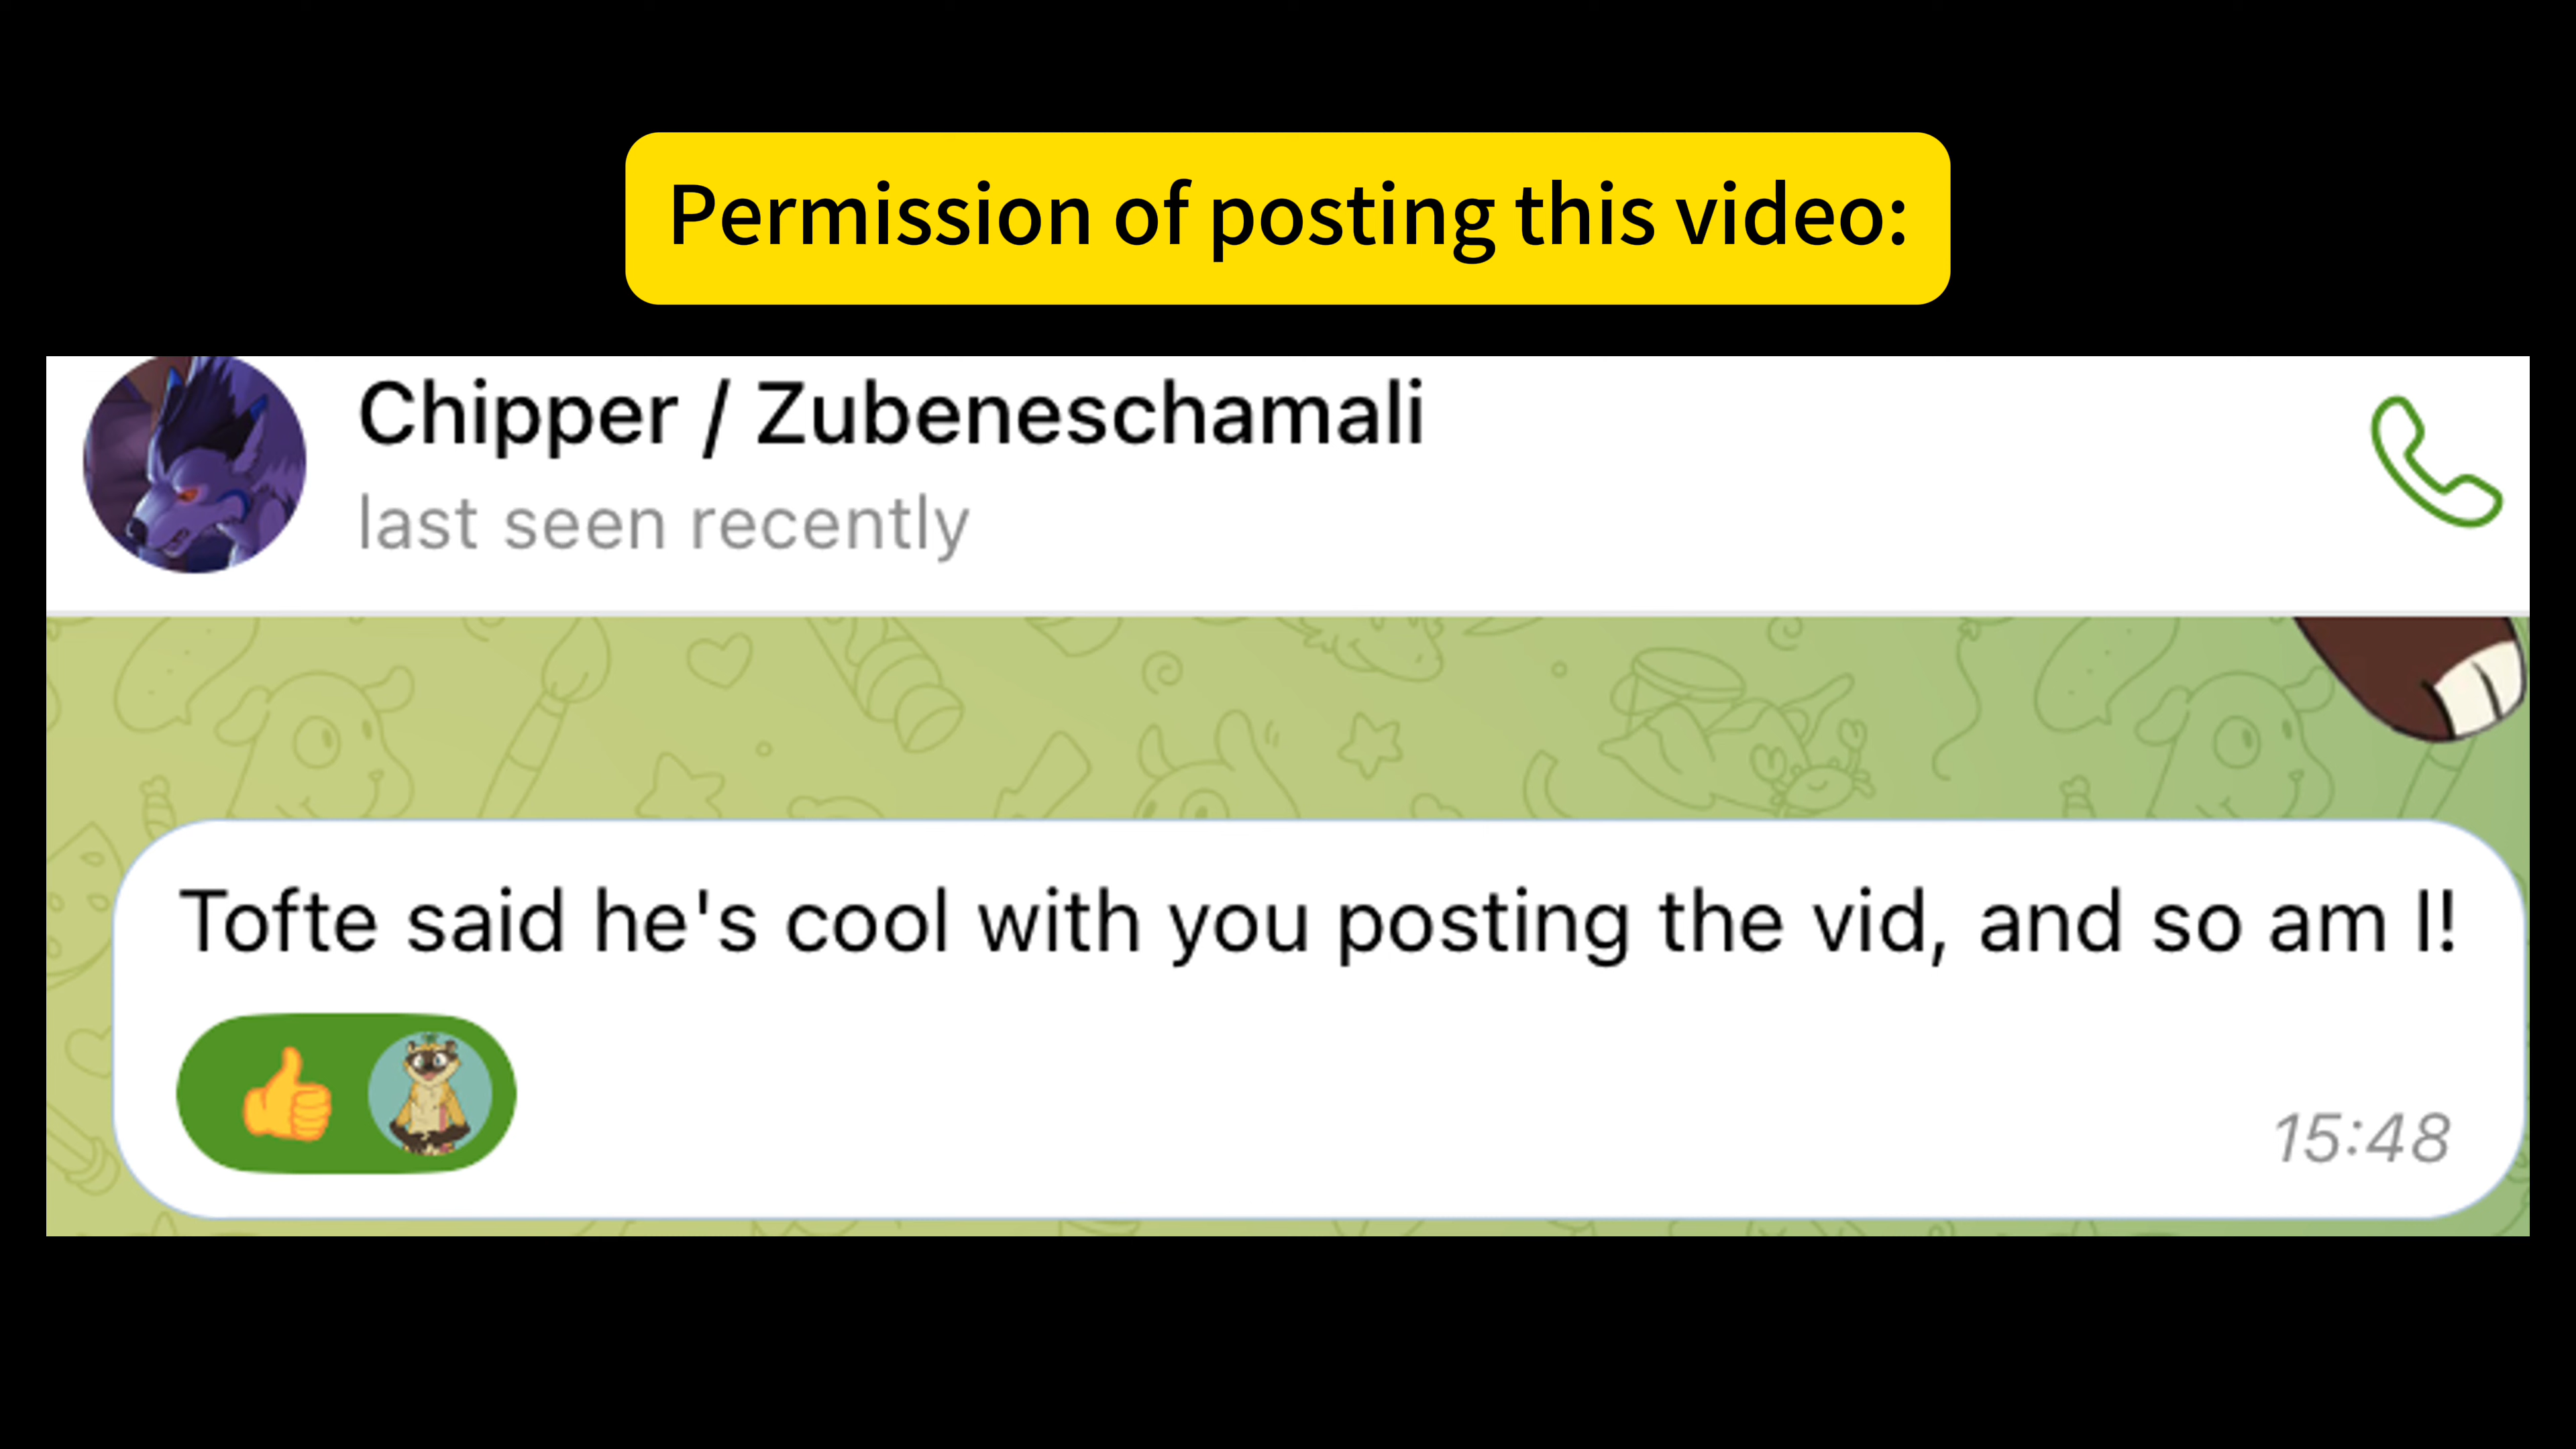 Permission of posting this video:
Chipper / Zubeneschamali
last seen recently
Tofte said he's cool with you posting the vid, and so am I!
15:48